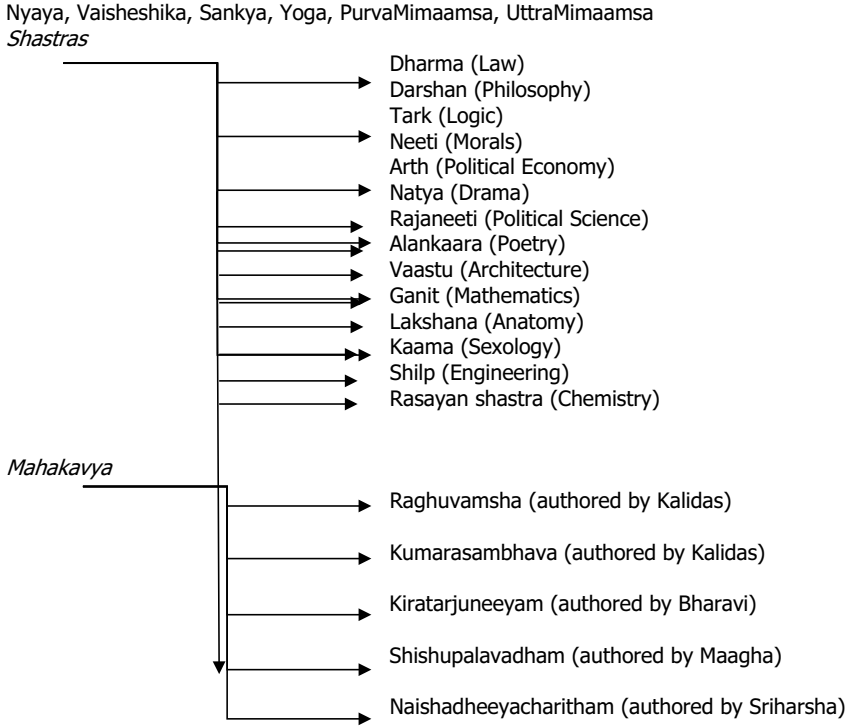 Nyaya, Vaisheshika, Sankya, Yoga, PurvaMimaamsa, UttraMimaamsa
Shastras
Dharma (Law)
Darshan (Philosophy)
Tark (Logic)
Neeti (Morals)
Arth (Political Economy)
Natya (Drama)
Rajaneeti (Political Science)
Alankaara (Poetry)
Vaastu (Architecture)
Ganit (Mathematics)
Lakshana (Anatomy)
Kaama (Sexology)
Shilp (Engineering)
Rasayan shastra (Chemistry)
Mahakavya
Raghuvamsha (authored by Kalidas)
Kumarasambhava (authored by Kalidas)
Kiratarjuneeyam (authored by Bharavi)
Shishupalavadham (authored by Maagha)
Naishadheeyacharitham (authored by Sriharsha)